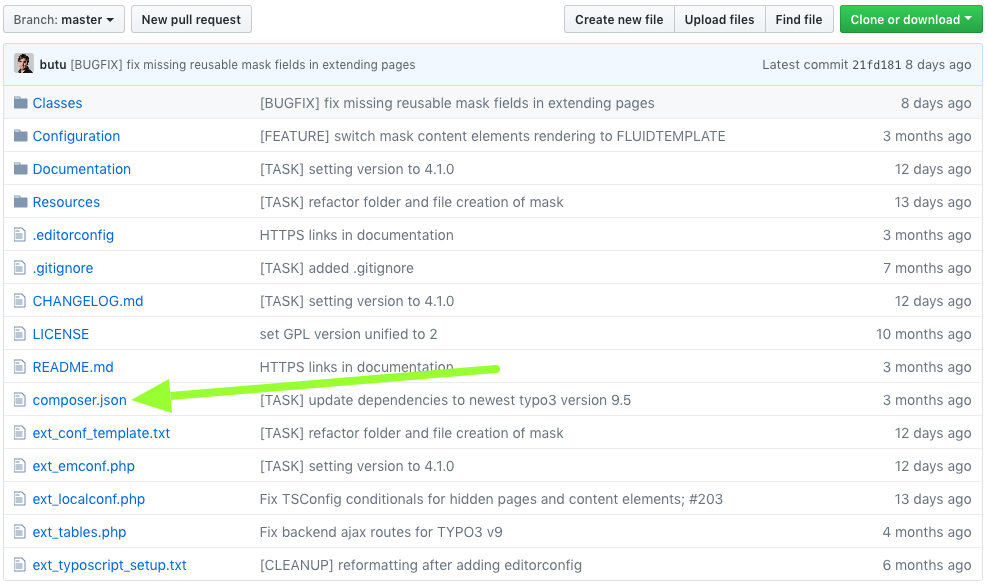 Branch: master New pull request Create new file Upload files Find file Clone or download
butu [BUGFIX] fix missing reusable mask fields in extending pages Latest commit 21fd181 8 days ago
Classes [BUGFIX] fix missing reusable mask fields in extending pages 8 days ago
Configuration [FEATURE] switch mask content elements rendering to FLUIDTEMPLATE 3 months ago
Documentation [TASK] setting version to 4.1.0 12 days ago
Resources [TASK] refactor folder and file creation of mask 13 days ago
.editorconfig HTTPS links in documentation 3 months ago
.gitignore [TASK] added .gitignore 7 months ago
CHANGELOG.md [TASK] setting version to 4.1.0 12 days ago
LICENSE set GPL version unified to 2 10 months ago
README.md HTTPS links in documentation 3 months ago
composer.json [TASK] update dependencies to newest typo3 version 9.5 3 months ago
ext_conf_template.txt [TASK] refactor folder and file creation of mask 12 days ago
ext_emconf.php [TASK] setting version to 4.1.0 12 days ago
ext_localconf.php Fix TSConfig conditionals for hidden pages and content elements; #203 13 days ago
ext_tables.php Fix backend ajax routes for TYPO3 v9 4 months ago
ext_typoscript_setup.txt [CLEANUP] reformatting after adding editorconfig 6 months ago